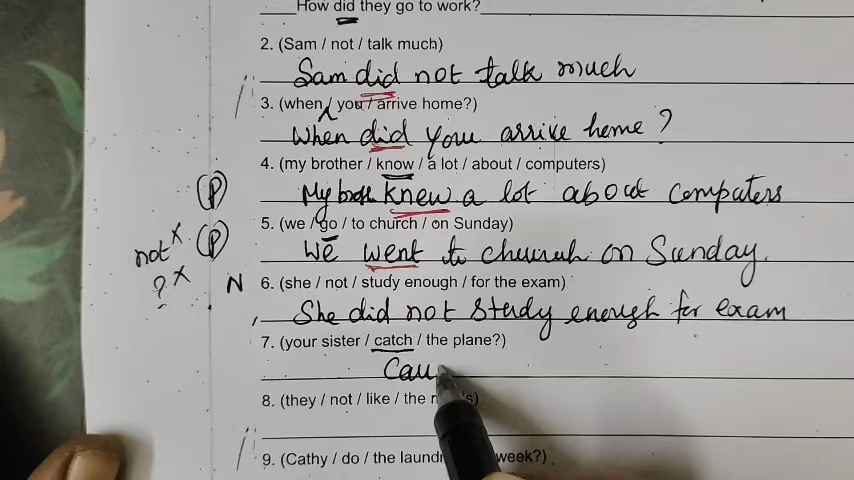 How did they go to work?
2. (Sam / not / talk much)
Sam did not talk much
3. (when / you / arrive home?)
When did you arrive home ?
4. (my brother / know / a lot / about / computers)
(P) My knew a lot about computers
5. (we / go / to church / on Sunday)
not x (P) We went to church on Sunday.
? x N 6. (she / not / study enough / for the exam)
She did not study enough for exam
7. (your sister / catch / the plane?)
Cau
8. (they / not / like / the
9. (Cathy / do / the week?)